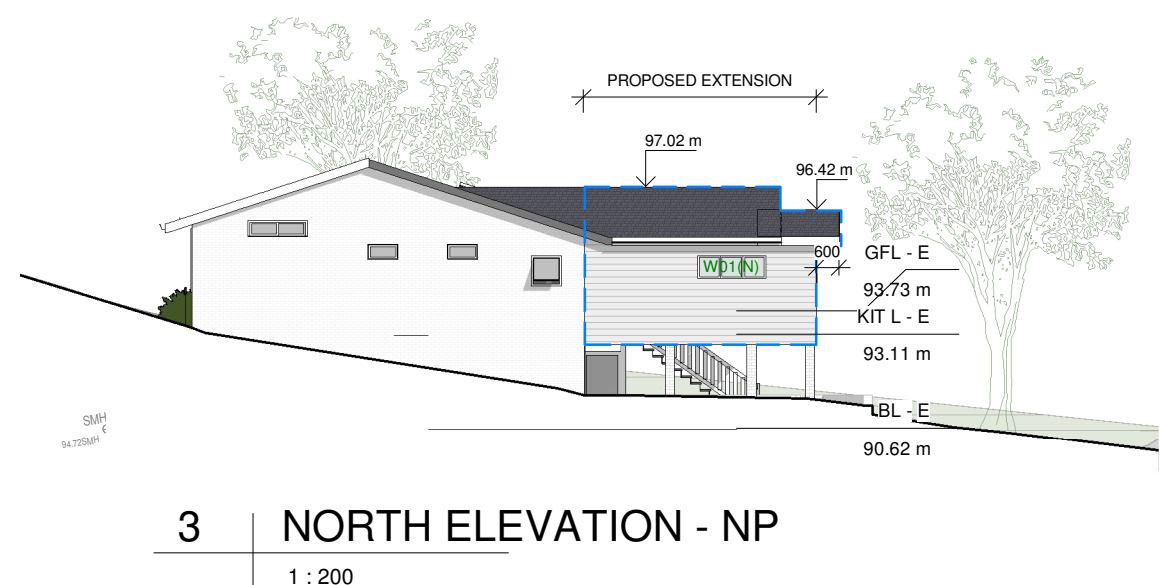 PROPOSED EXTENSION
97.02 m
96.42 m
600
GFL - E
W01(N)
93.73 m
KIT L - E
93.11 m
BL - E
90.62 m
SMH
94.72SMH
3
NORTH ELEVATION - NP
1 : 200